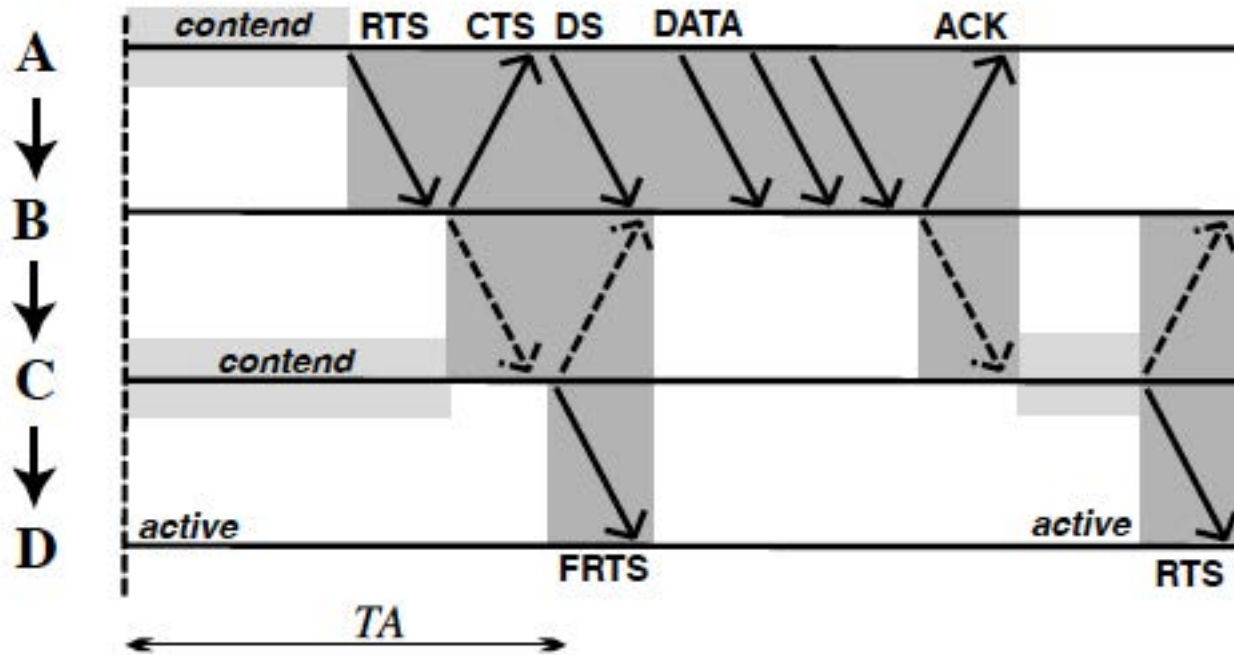 contend RTS CTS DS DATA ACK
A
B
contend
C
active active
D
FRTS RTS
TA